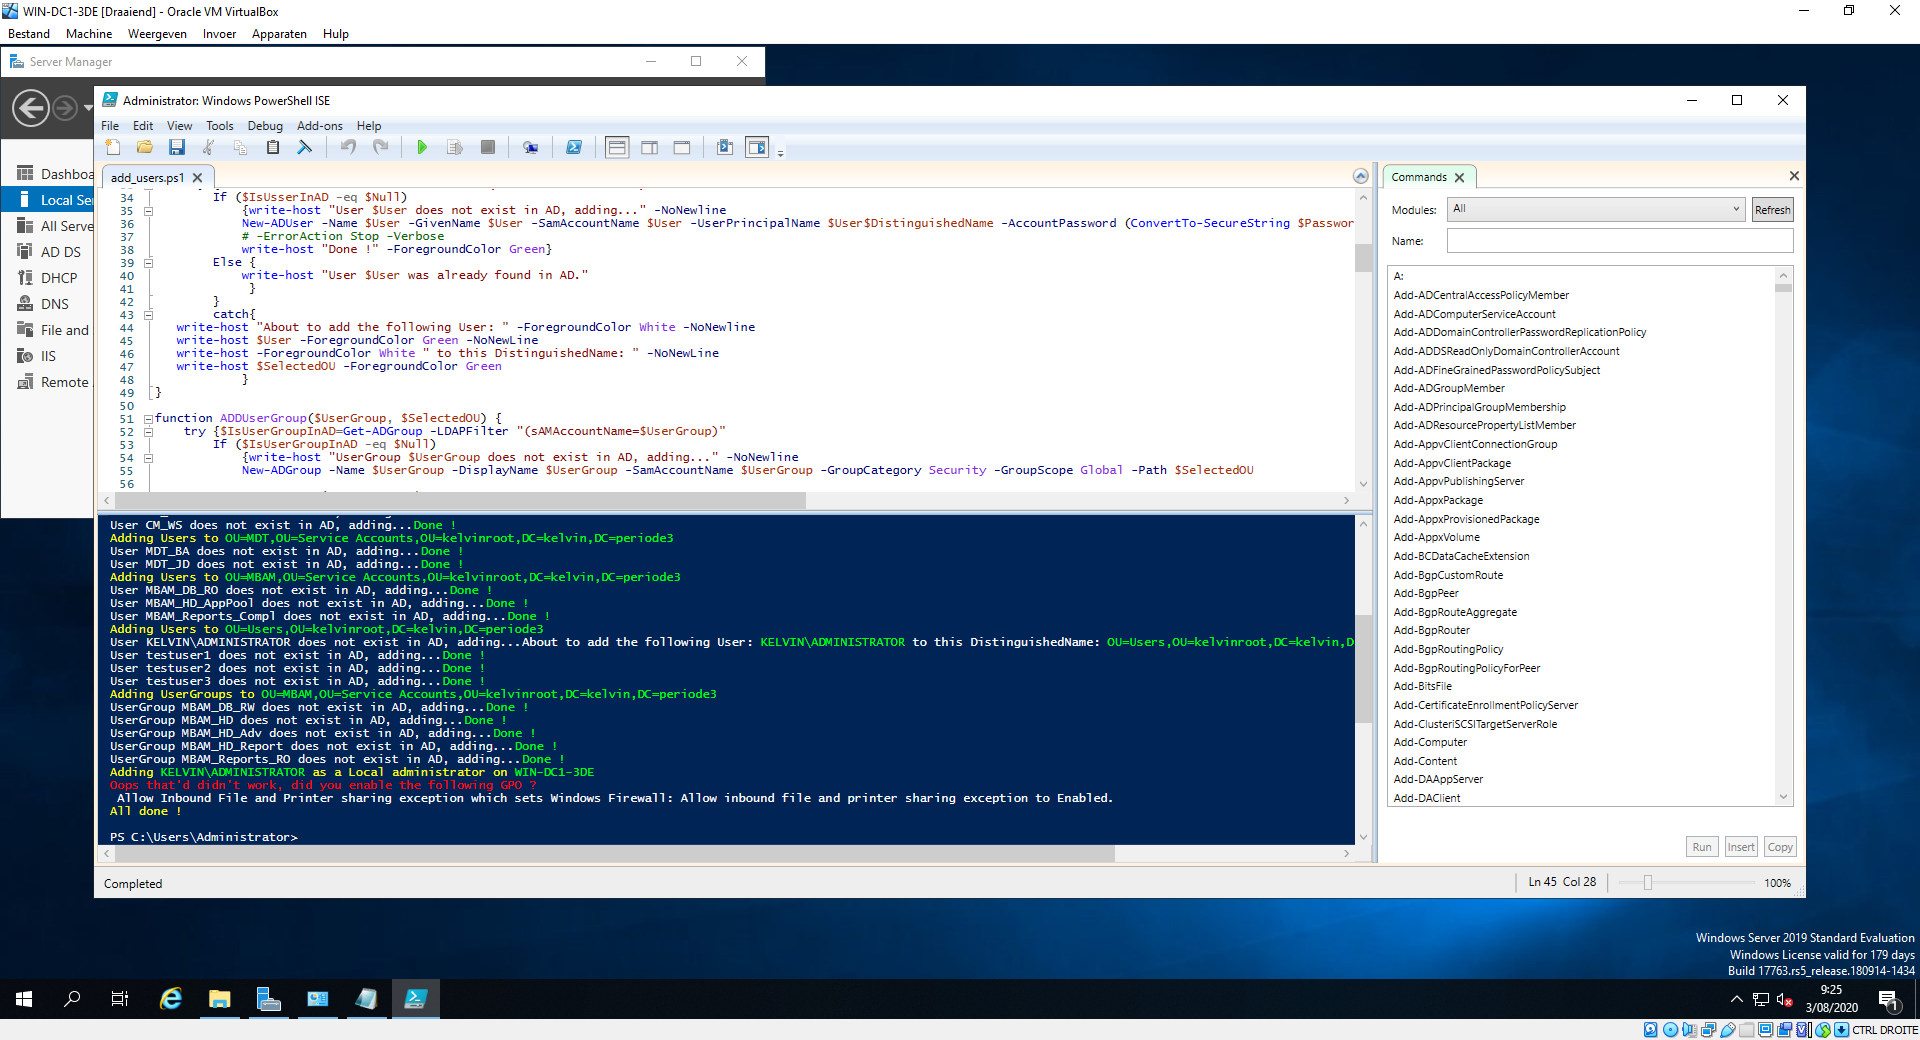 WIN-DC1-3DE [Draaiend] - Oracle VM VirtualBox
Bestand Machine Weergeven Invoer Apparaten Hulp
Server Manager
Dashboa
Local Se
All Serve
AD DS
DHCP
DNS
File and
IIS
Remote
Administrator: Windows PowerShell ISE
File Edit View Tools Debug Add-ons Help
add_users.ps1
34 If ($IsUsserInAD -eq $Null)
35 {write-host "User $User does not exist in AD, adding..." -NoNewline
36 New-ADUser -Name $User -GivenName $User -SamAccountName $User -UserPrincipalName $User$DistinguishedName -AccountPassword (ConvertTo-SecureString $Passwor
37 # -ErrorAction Stop -Verbose
38 write-host "Done !" -ForegroundColor Green}
39 Else {
40 write-host "User $User was already found in AD."
41 }
42 }
43 catch{
44 write-host "About to add the following User: " -ForegroundColor White -NoNewline
45 write-host $User -ForegroundColor Green -NoNewLine
46 write-host -ForegroundColor White " to this DistinguishedName: " -NoNewLine
47 write-host $SelectedOU -ForegroundColor Green
48 }
49 }
50
51 function ADDUserGroup($UserGroup, $SelectedOU) {
52 try {$IsUserGroupInAD=Get-ADGroup -LDAPFilter "(sAMAccountName=$UserGroup)"
53 If ($IsUserGroupInAD -eq $Null)
54 {write-host "UserGroup $UserGroup does not exist in AD, adding..." -NoNewline
55 New-ADGroup -Name $UserGroup -DisplayName $UserGroup -SamAccountName $UserGroup -GroupCategory Security -GroupScope Global -Path $SelectedOU
56
User CM_WS does not exist in AD, adding...Done !
Adding Users to OU=MDT,OU=Service Accounts,OU=kelvinroot,DC=kelvin,DC=periode3
User MDT_BA does not exist in AD, adding...Done !
User MDT_JD does not exist in AD, adding...Done !
Adding Users to OU=MBAM,OU=Service Accounts,OU=kelvinroot,DC=kelvin,DC=periode3
User MBAM_DB_RO does not exist in AD, adding...Done !
User MBAM_HD_AppPool does not exist in AD, adding...Done !
User MBAM_Reports_Compl does not exist in AD, adding...Done !
Adding Users to OU=Users,OU=kelvinroot,DC=kelvin,DC=periode3
User KELVIN\ADMINISTRATOR does not exist in AD, adding...About to add the following User: KELVIN\ADMINISTRATOR to this DistinguishedName: OU=Users,OU=kelvinroot,DC=kelvin,D
User testuser1 does not exist in AD, adding...Done !
User testuser2 does not exist in AD, adding...Done !
User testuser3 does not exist in AD, adding...Done !
Adding UserGroups to OU=MBAM,OU=Service Accounts,OU=kelvinroot,DC=kelvin,DC=periode3
UserGroup MBAM_DB_RW does not exist in AD, adding...Done !
UserGroup MBAM_HD does not exist in AD, adding...Done !
UserGroup MBAM_HD_Adv does not exist in AD, adding...Done !
UserGroup MBAM_HD_Report does not exist in AD, adding...Done !
UserGroup MBAM_Reports_RO does not exist in AD, adding...Done !
Adding KELVIN\ADMINISTRATOR as a Local administrator on WIN-DC1-3DE
Oops that'd didn't work, did you enable the following GPO ?
Allow Inbound File and Printer sharing exception which sets Windows Firewall: Allow inbound file and printer sharing exception to Enabled.
All done !
PS C:\Users\Administrator>
Completed
Ln 45 Col 28
100%
Commands
Modules: All Refresh
Name:
A:
Add-ADCentralAccessPolicyMember
Add-ADComputerServiceAccount
Add-ADDomainControllerPasswordReplicationPolicy
Add-ADDSReadOnlyDomainControllerAccount
Add-ADFineGrainedPasswordPolicySubject
Add-ADGroupMember
Add-ADPrincipalGroupMembership
Add-ADResourcePropertyListMember
Add-AppvClientConnectionGroup
Add-AppvClientPackage
Add-AppvPublishingServer
Add-AppxPackage
Add-AppxProvisionedPackage
Add-AppxVolume
Add-BCDataCacheExtension
Add-BgpCustomRoute
Add-BgpPeer
Add-BgpRouteAggregate
Add-BgpRouter
Add-BgpRoutingPolicy
Add-BgpRoutingPolicyForPeer
Add-BitsFile
Add-CertificateEnrollmentPolicyServer
Add-ClusteriSCSITargetServerRole
Add-Computer
Add-Content
Add-DAAppServer
Add-DAClient
Run Insert Copy
Windows Server 2019 Standard Evaluation
Windows License valid for 179 days
Build 17763.rs5_release.180914-1434
9:25
3/08/2020
1
CTRL DROITE